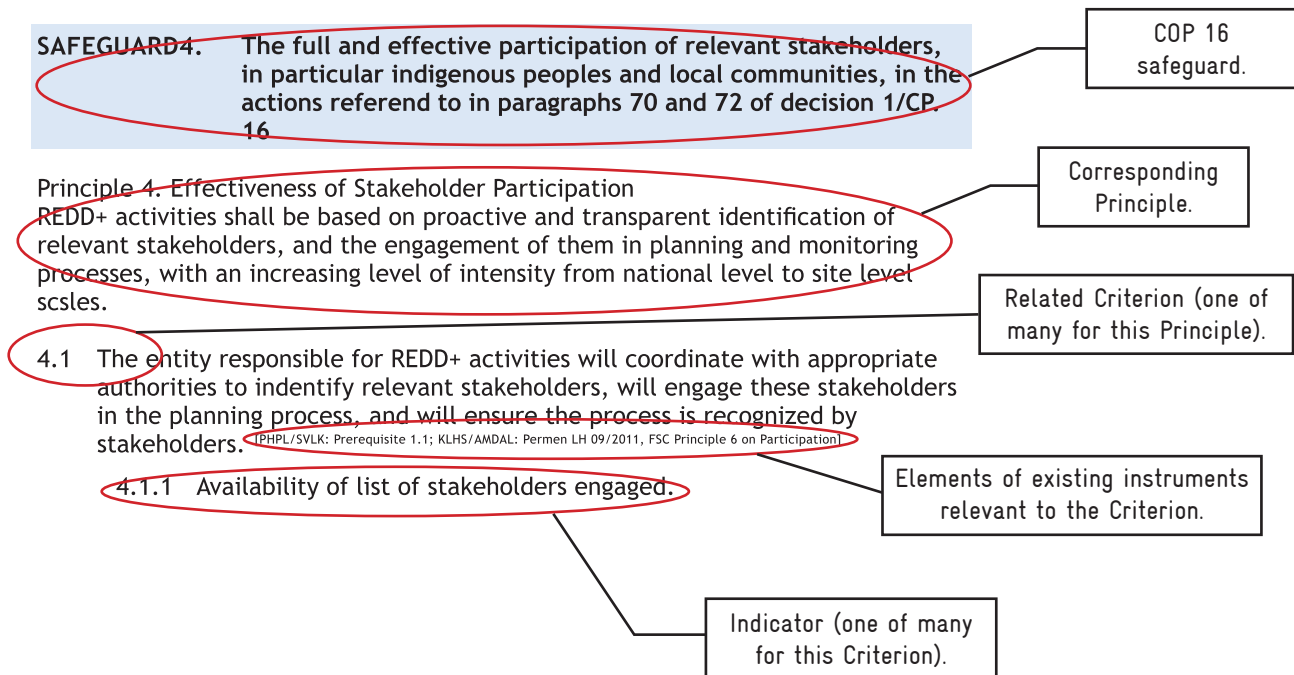 SAFEGUARD4. The full and effective participation of relevant stakeholders,
in particular indigenous peoples and local communities, in the
actions referend to in paragraphs 70 and 72 of decision 1/CP.
16
COP 16
safeguard.
Principle 4. Effectiveness of Stakeholder Participation
REDD+ activities shall be based on proactive and transparent identification of
relevant stakeholders, and the engagement of them in planning and monitoring
processes, with an increasing level of intensity from national level to site level
scsles.
Corresponding
Principle.
Related Criterion (one of
many for this Principle).
4.1 The entity responsible for REDD+ activities will coordinate with appropriate
authorities to indentify relevant stakeholders, will engage these stakeholders
in the planning process, and will ensure the process is recognized by
stakeholders. [PHPL/SVLK: Prerequisite 1.1; KLHS/AMDAL: Permen LH 09/2011, FSC Principle 6 on Participation]
4.1.1 Availability of list of stakeholders engaged.
Elements of existing instruments
relevant to the Criterion.
Indicator (one of many
for this Criterion).